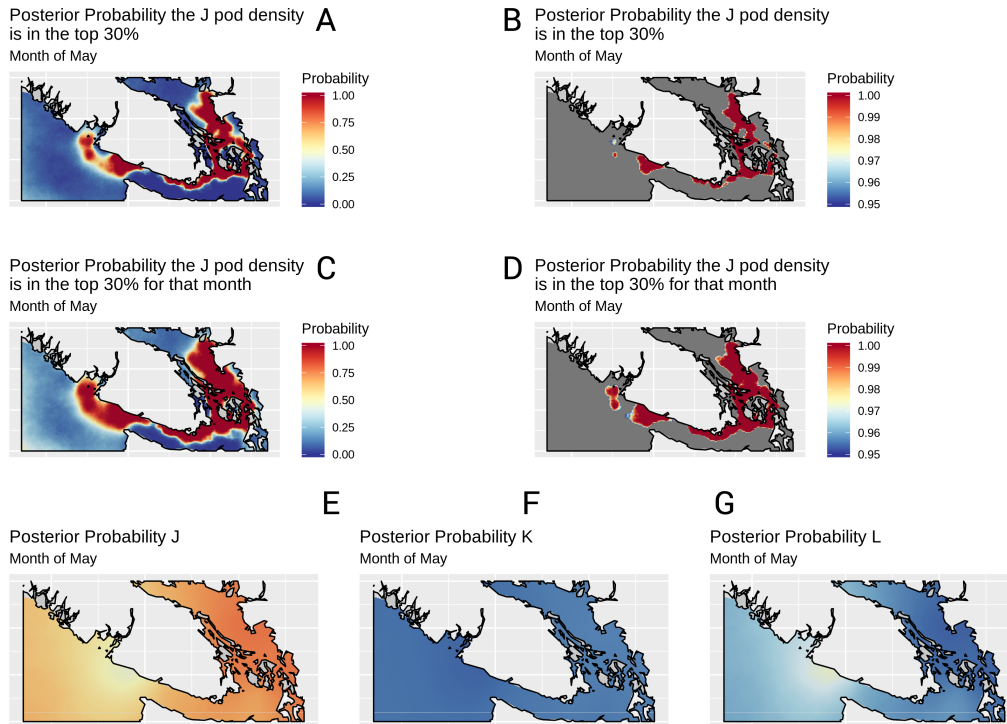 Posterior Probability the J pod density
is in the top 30%
Month of May
A
Probability
1.00
0.75
0.50
0.25
0.00
B
Posterior Probability the J pod density
is in the top 30%
Month of May
Probability
1.00
0.99
0.98
0.97
0.96
0.95
Posterior Probability the J pod density
is in the top 30% for that month
Month of May
C
Probability
1.00
0.75
0.50
0.25
0.00
D
Posterior Probability the J pod density
is in the top 30% for that month
Month of May
Probability
1.00
0.99
0.98
0.97
0.96
0.95
E
Posterior Probability J
Month of May
F
Posterior Probability K
Month of May
G
Posterior Probability L
Month of May